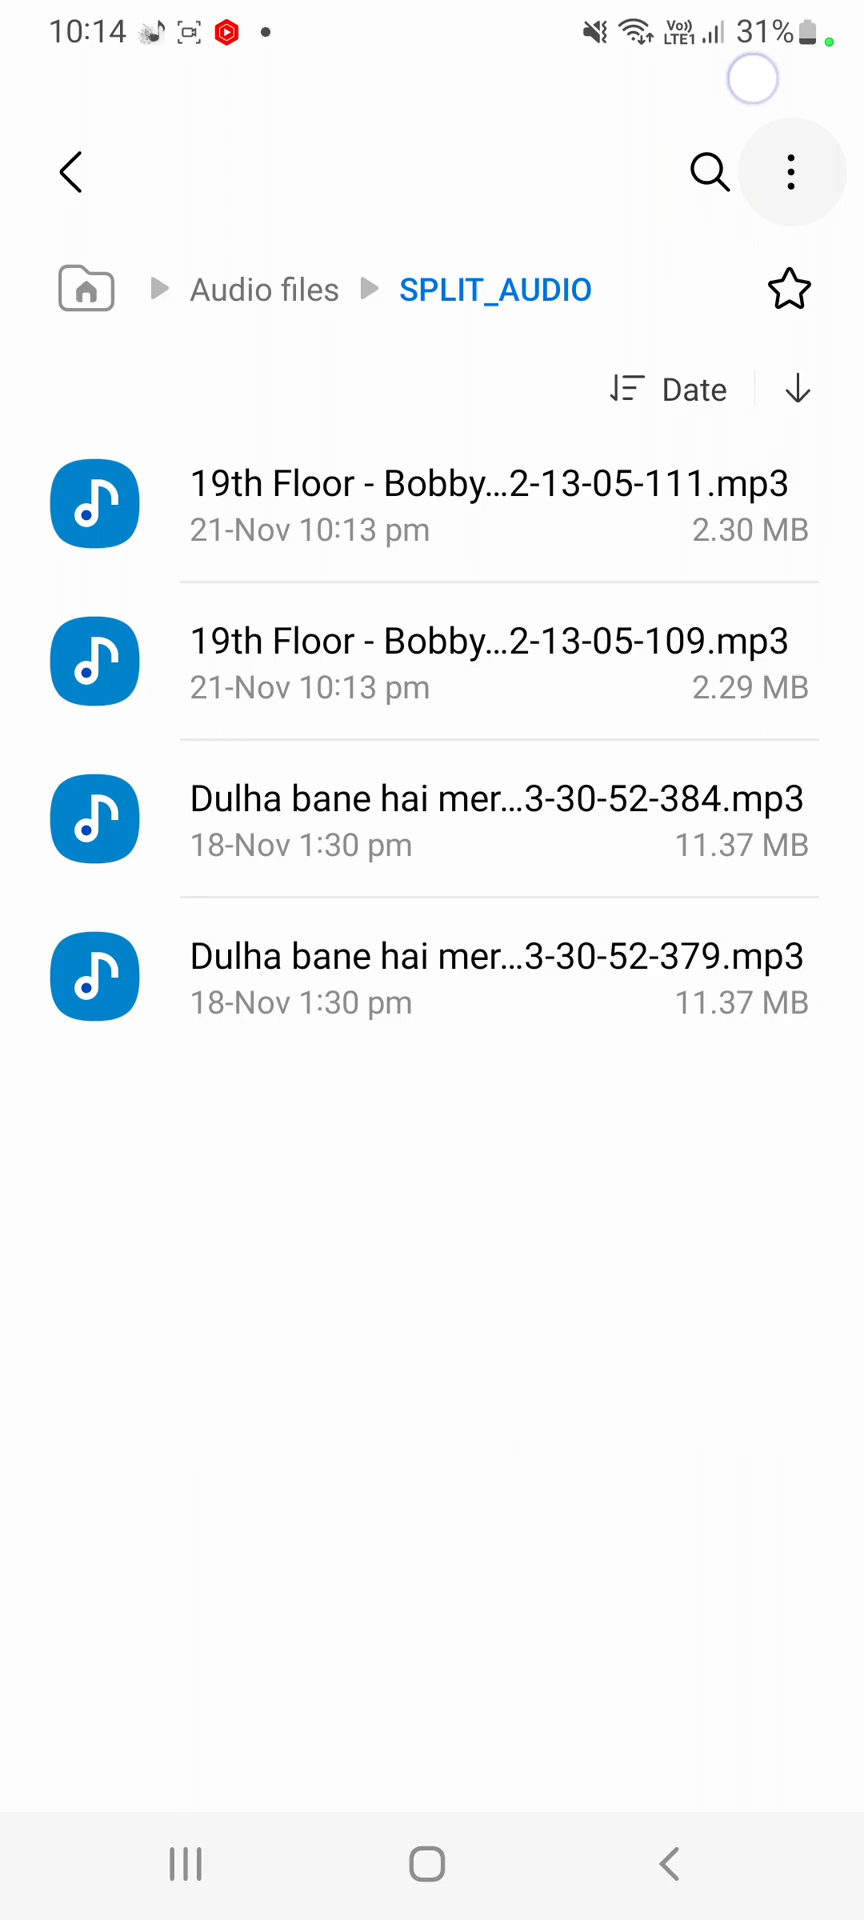 10:14 Vo)) LTE1 31%
Audio files SPLIT_AUDIO
Date
19th Floor - Bobby...2-13-05-111.mp3
21-Nov 10:13 pm 2.30 MB
19th Floor - Bobby...2-13-05-109.mp3
21-Nov 10:13 pm 2.29 MB
Dulha bane hai mer...3-30-52-384.mp3
18-Nov 1:30 pm 11.37 MB
Dulha bane hai mer...3-30-52-379.mp3
18-Nov 1:30 pm 11.37 MB